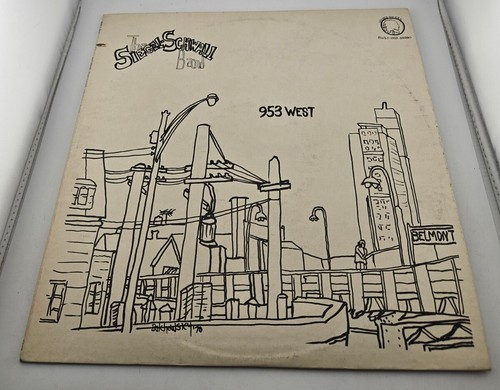 The
Siegel-Schwall
Band
953 WEST
BELMONT